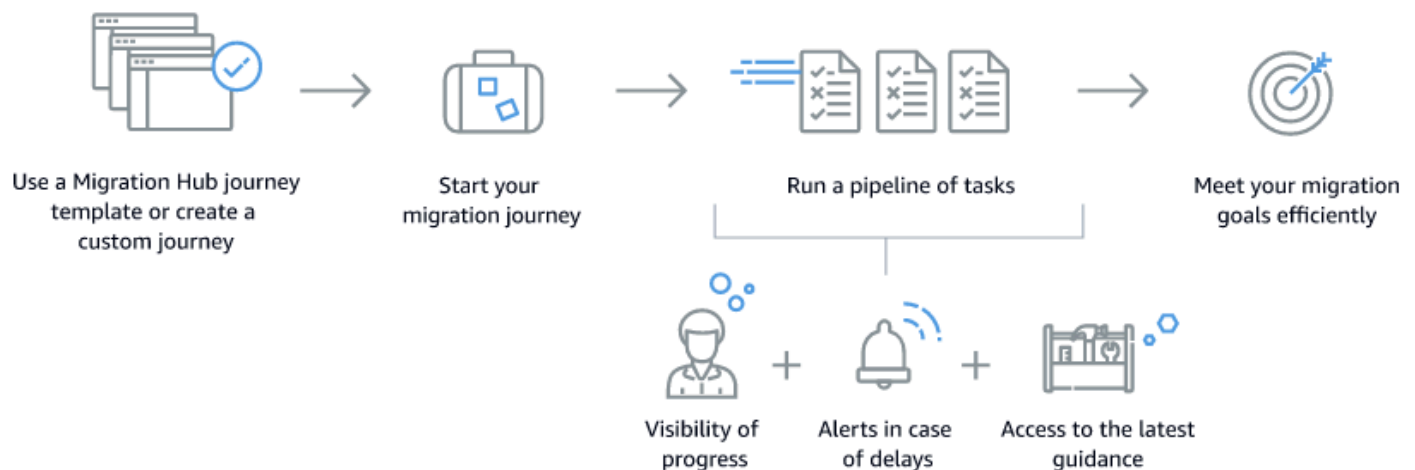 Use a Migration Hub journey
template or create a
custom journey
Start your
migration journey
Run a pipeline of tasks
Meet your migration
goals efficiently
Visibility of
progress
Alerts in case
of delays
Access to the latest
guidance